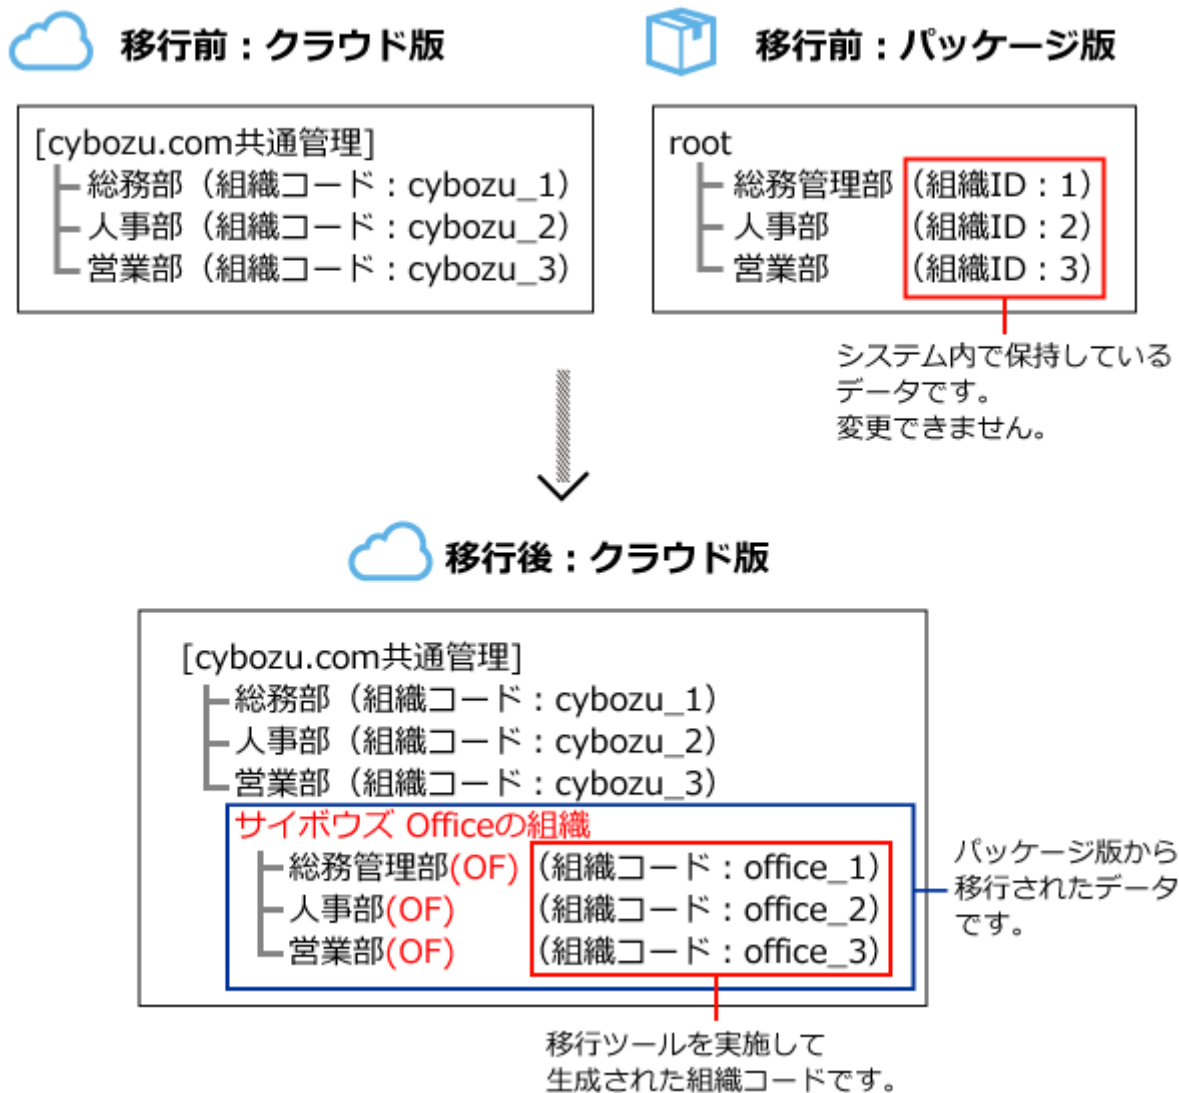 移行前：クラウド版
[cybozu.com共通管理]
総務部（組織コード：cybozu_1）
人事部（組織コード：cybozu_2）
営業部（組織コード：cybozu_3）
移行前：パッケージ版
root
総務管理部（組織ID：1）
人事部（組織ID：2）
営業部（組織ID：3）
システム内で保持している
データです。
変更できません。
移行後：クラウド版
[cybozu.com共通管理]
総務部（組織コード：cybozu_1）
人事部（組織コード：cybozu_2）
営業部（組織コード：cybozu_3）
サイボウズ Officeの組織
総務管理部(OF)（組織コード：office_1）
人事部(OF)（組織コード：office_2）
営業部(OF)（組織コード：office_3）
パッケージ版から
移行されたデータ
です。
移行ツールを実施して
生成された組織コードです。